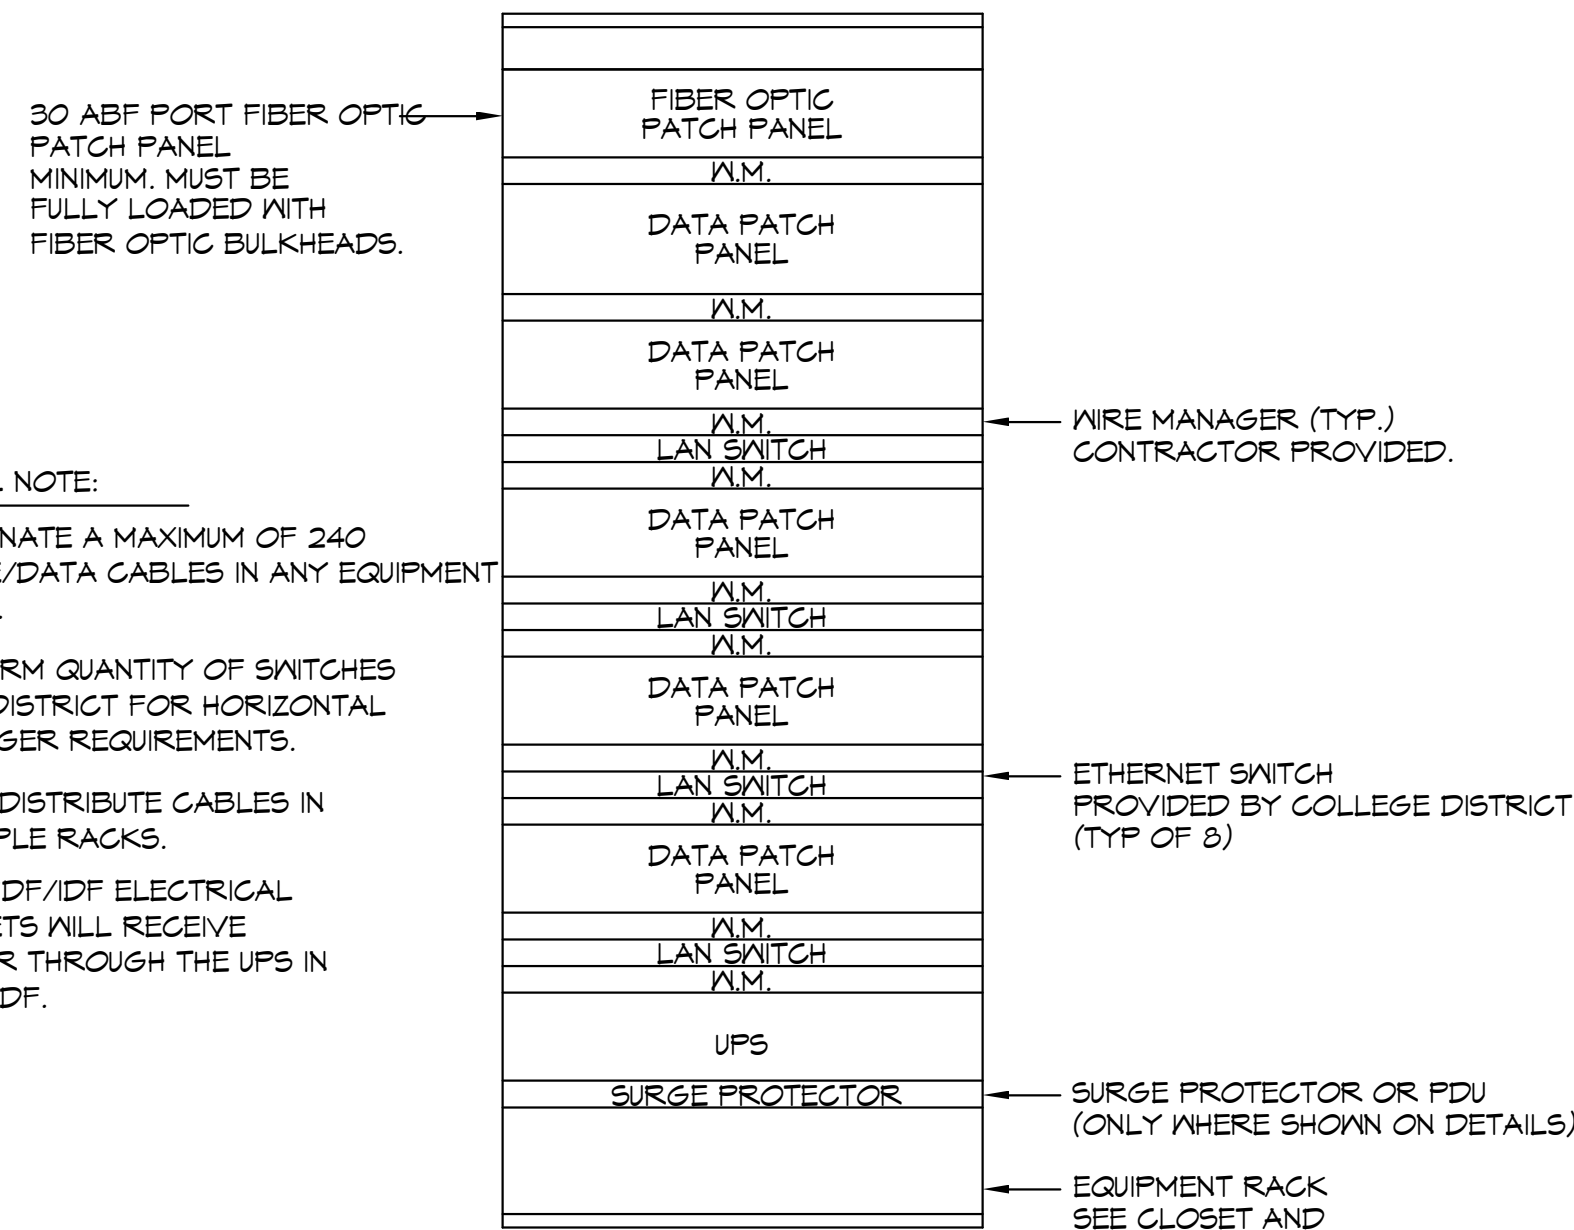 30 ABF PORT FIBER OPTIC
PATCH PANEL
MINIMUM. MUST BE
FULLY LOADED WITH
FIBER OPTIC BULKHEADS.
NOTE:
A MAXIMUM OF 240
/DATA CABLES IN ANY EQUIPMENT
QUANTITY OF SWITCHES
DISTRICT FOR HORIZONTAL
REQUIREMENTS.
DISTRIBUTE CABLES IN
RACKS.
DF/IDF ELECTRICAL
WILL RECEIVE
THROUGH THE UPS IN
DF.
FIBER OPTIC
PATCH PANEL
W.M.
DATA PATCH
PANEL
W.M.
DATA PATCH
PANEL
W.M.
LAN SWITCH
W.M.
DATA PATCH
PANEL
W.M.
LAN SWITCH
W.M.
DATA PATCH
PANEL
W.M.
LAN SWITCH
W.M.
DATA PATCH
PANEL
W.M.
LAN SWITCH
W.M.
UPS
SURGE PROTECTOR
WIRE MANAGER (TYP.)
CONTRACTOR PROVIDED.
ETHERNET SWITCH
PROVIDED BY COLLEGE DISTRICT
(TYP OF 8)
SURGE PROTECTOR OR PDU
(ONLY WHERE SHOWN ON DETAILS)
EQUIPMENT RACK
SEE CLOSET AND